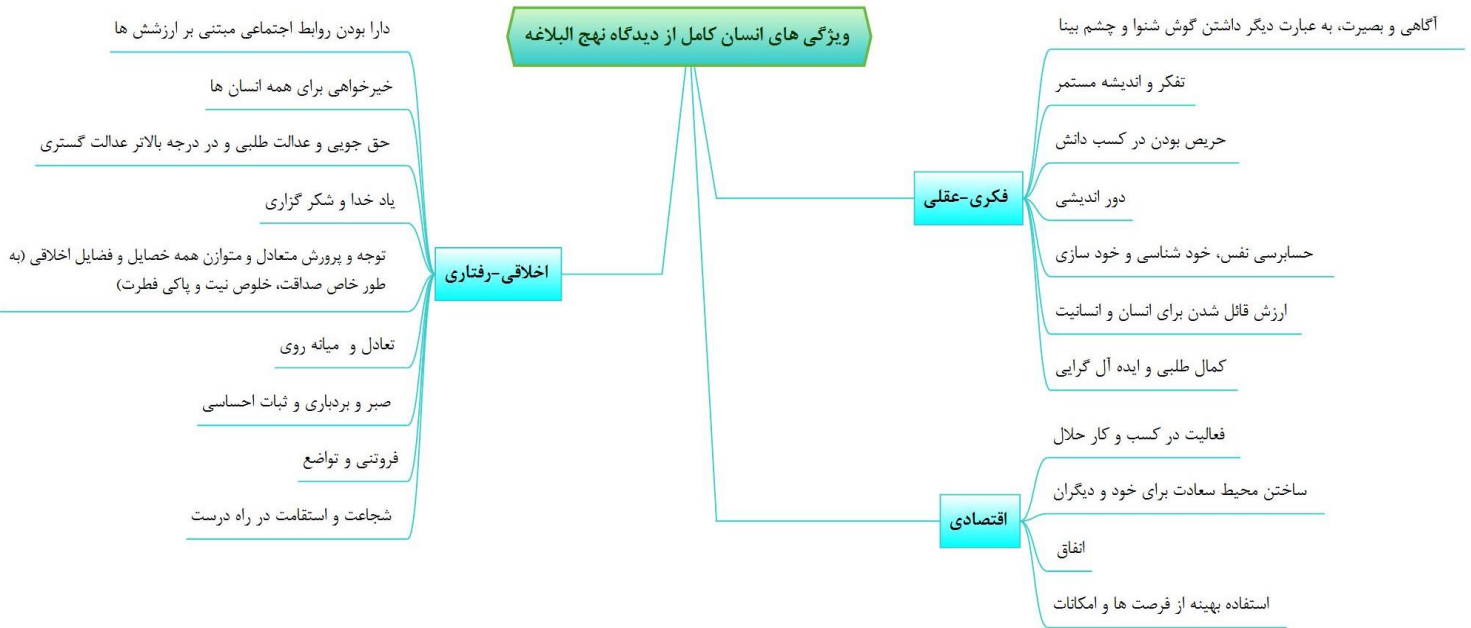 ویژگی های انسان کامل از دیدگاه نهج البلاغه
فکری-عقلی
آگاهی و بصیرت، به عبارت دیگر داشتن گوش شنوا و چشم بینا
تفکر و اندیشه مستمر
حریص بودن در کسب دانش
دور اندیشی
حسابرسی نفس، خود شناسی و خود سازی
ارزش قائل شدن برای انسان و انسانیت
کمال طلبی و ایده آل گرایی
اقتصادی
فعالیت در کسب و کار حلال
ساختن محیط سعادت برای خود و دیگران
انفاق
استفاده بهینه از فرصت ها و امکانات
اخلاقی-رفتاری
دارا بودن روابط اجتماعی مبتنی بر ارزشش ها
خیرخواهی برای همه انسان ها
حق جویی و عدالت طلبی و در درجه بالاتر عدالت گستری
یاد خدا و شکر گزاری
توجه و پرورش متعادل و متوازن همه خصایل و فضایل اخلاقی (به
طور خاص صداقت، خلوص نیت و پاکی فطرت)
تعادل و میانه روی
صبر و بردباری و ثبات احساسی
فروتنی و تواضع
شجاعت و استقامت در راه درست